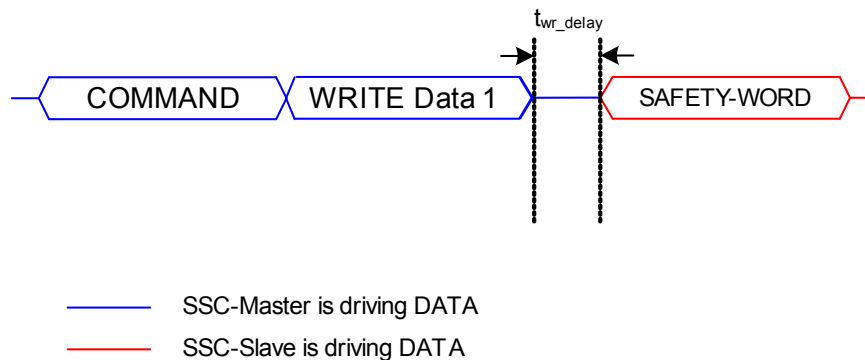 twr_delay
COMMAND
WRITE Data 1
SAFETY-WORD
SSC-Master is driving DATA
SSC-Slave is driving DATA